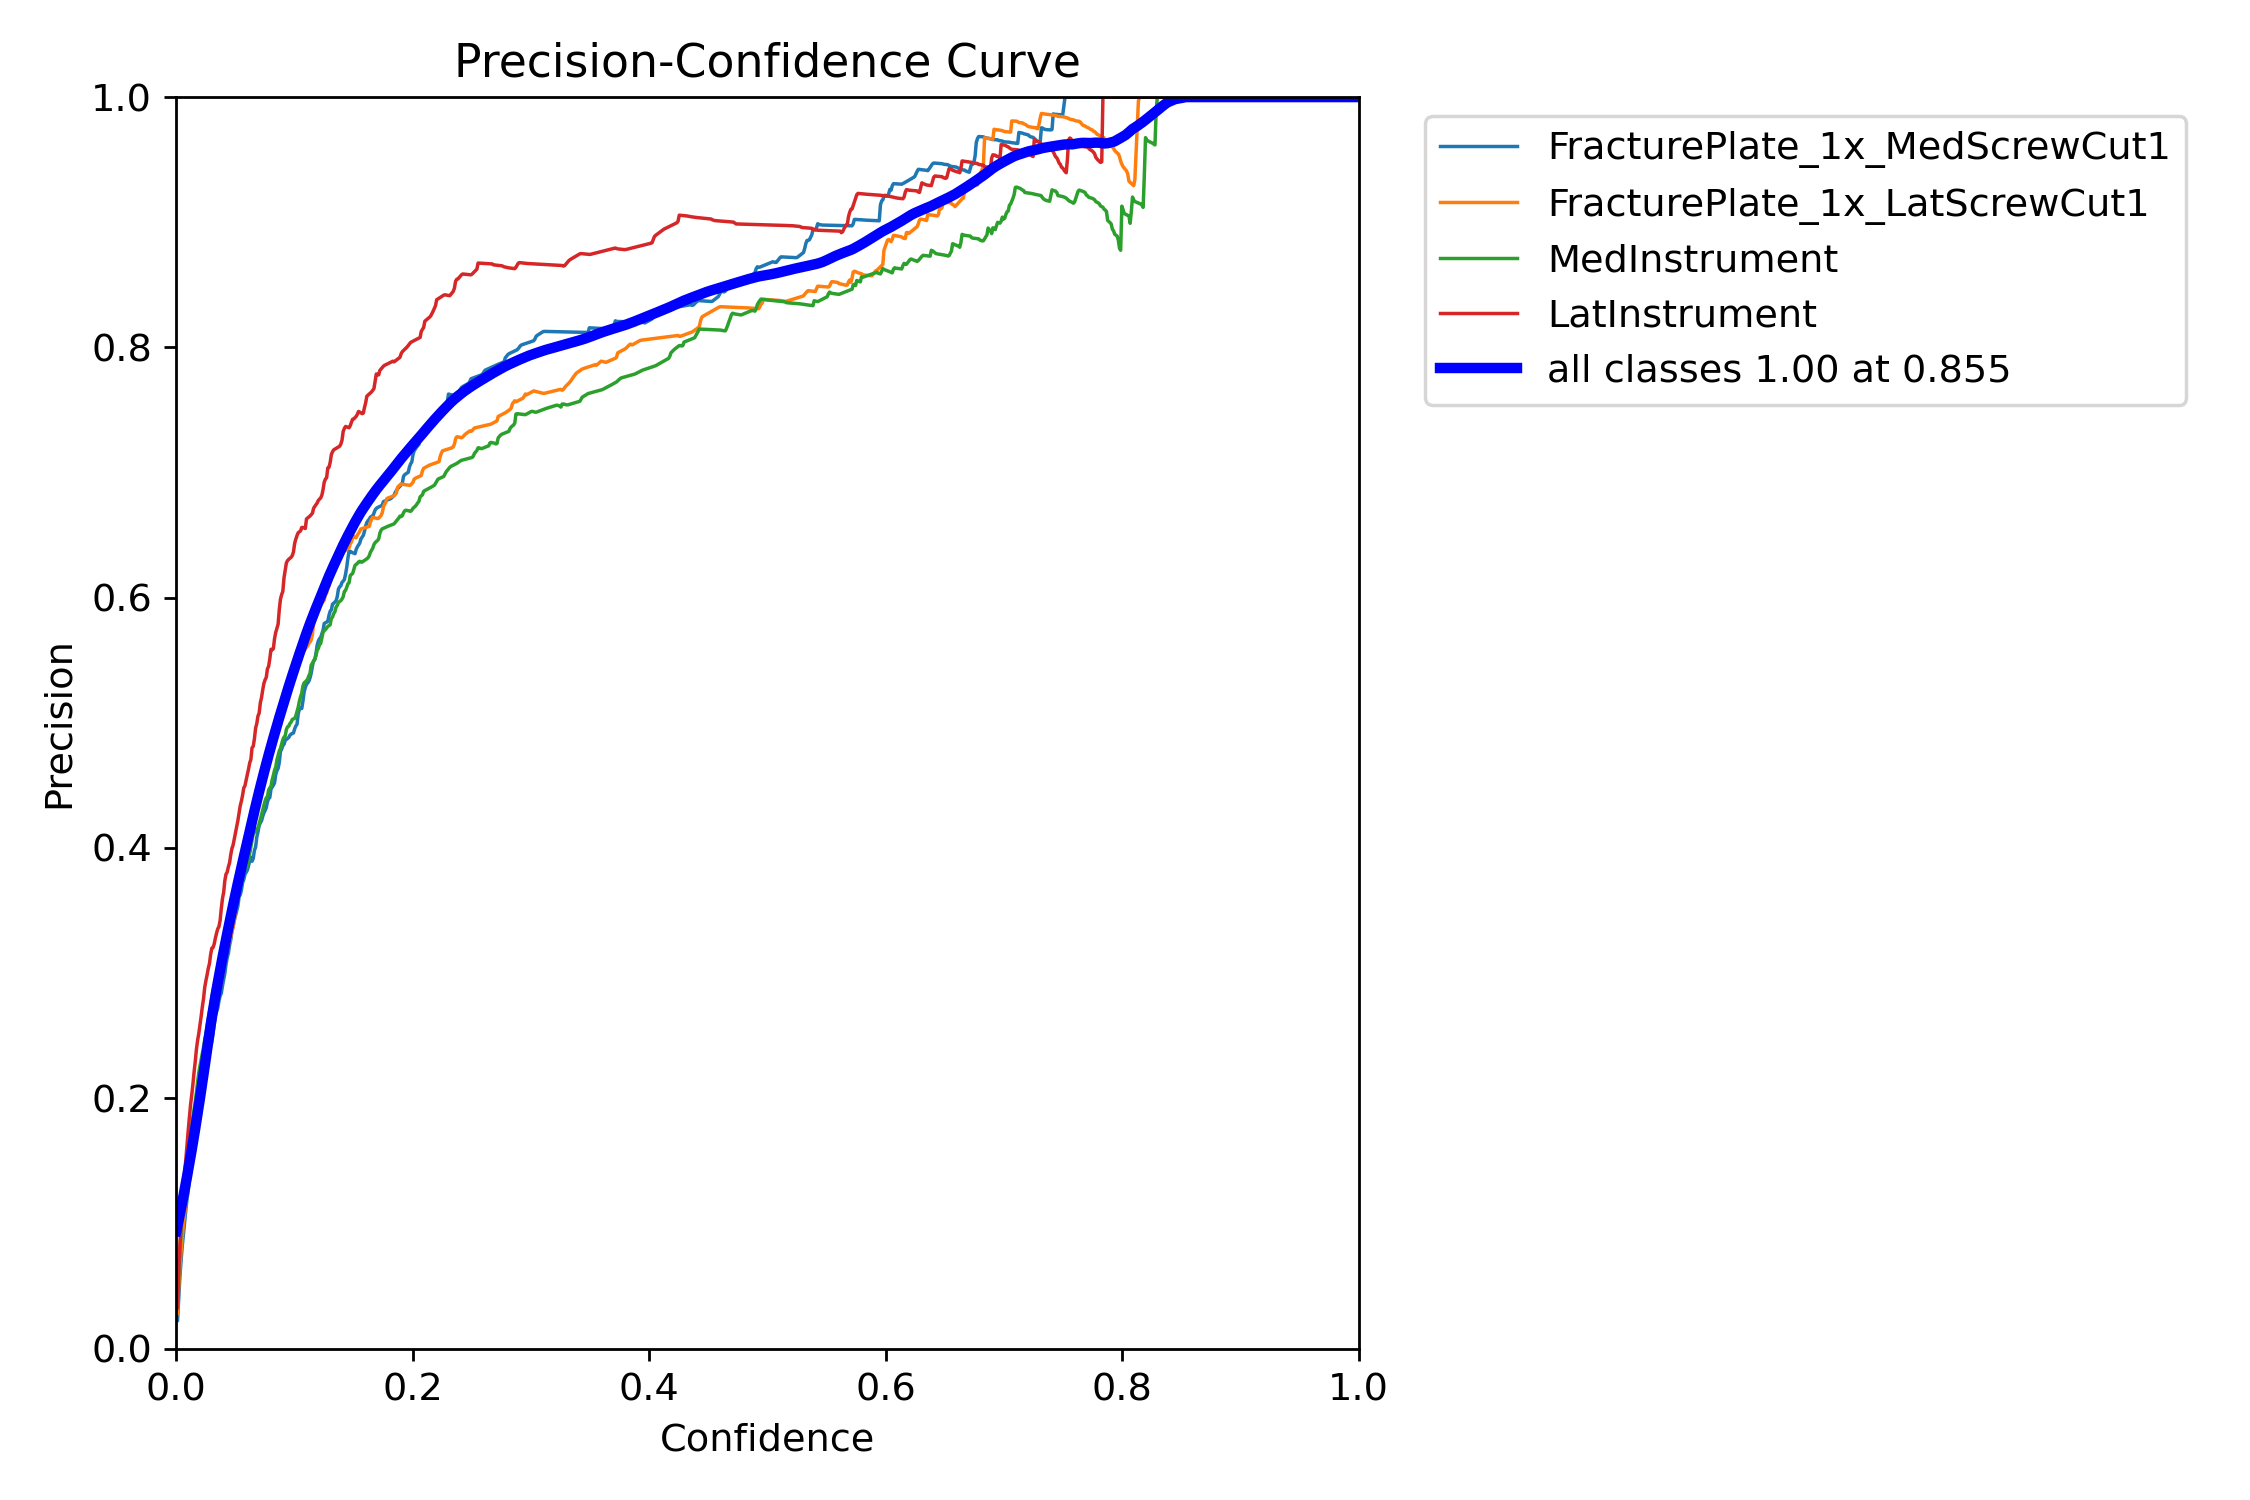 Precision-Confidence Curve
1.0
0.8
0.6
0.4
0.2
0.0
Precision
0.0 0.2 0.4 0.6 0.8 1.0
Confidence
FracturePlate_1x_MedScrewCut1
FracturePlate_1x_LatScrewCut1
MedInstrument
LatInstrument
all classes 1.00 at 0.855